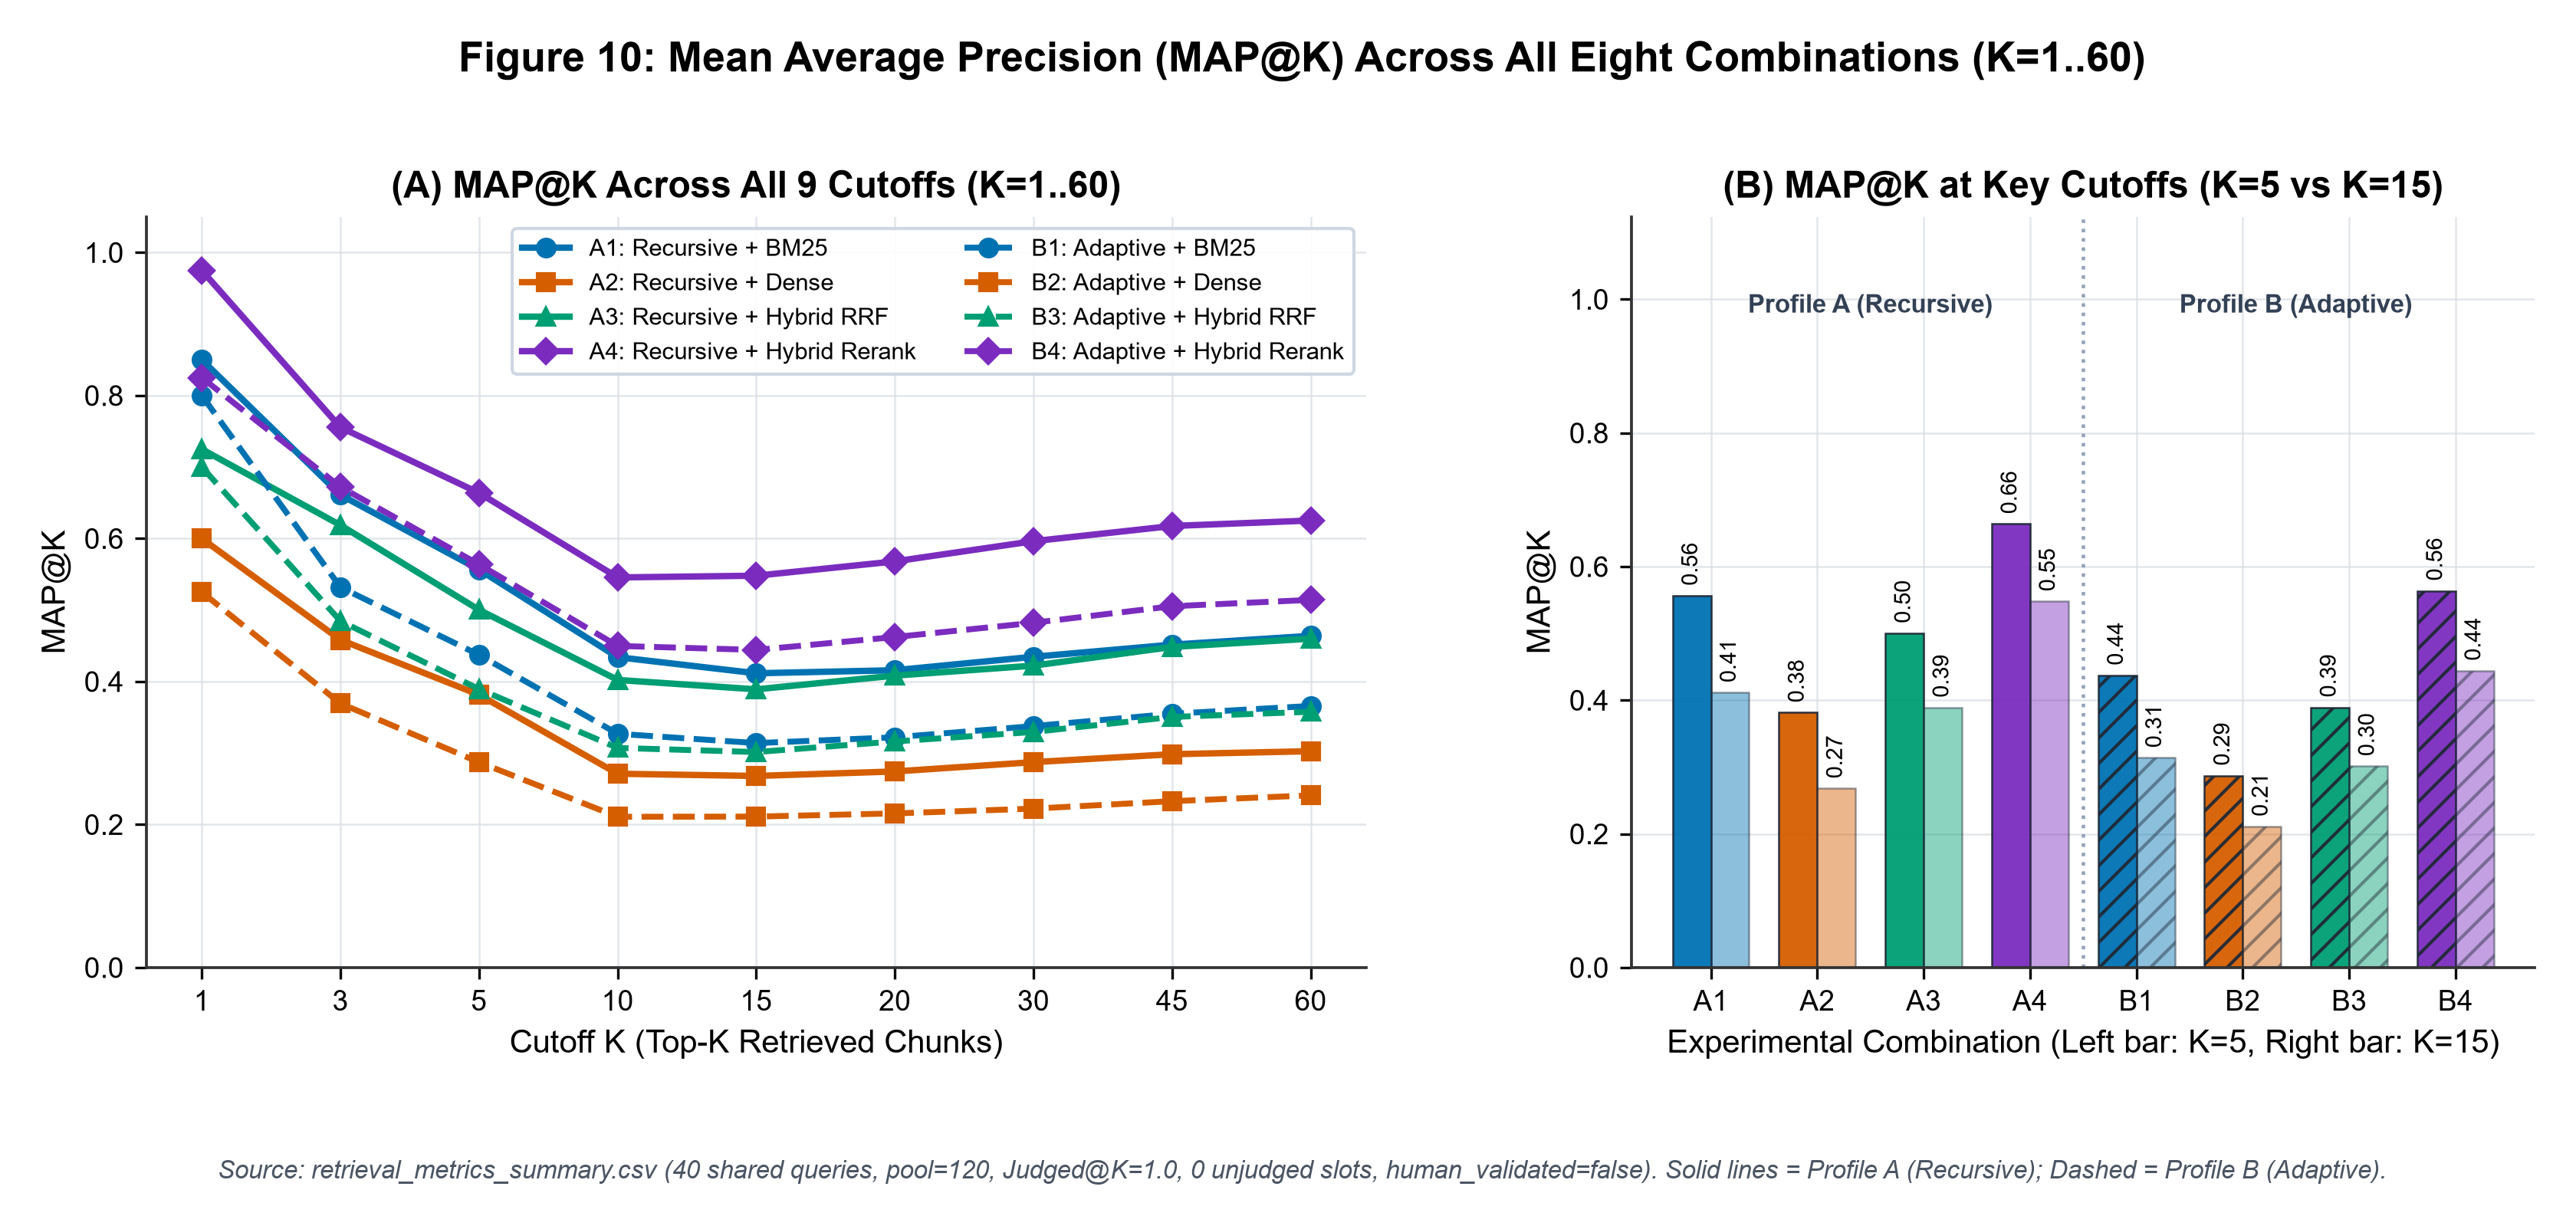 Figure 10: Mean Average Precision (MAP@K) Across All Eight Combinations (K=1..60)
(A) MAP@K Across All 9 Cutoffs (K=1..60)
MAP@K
1.0
0.8
0.6
0.4
0.2
0.0
A1: Recursive + BM25
A2: Recursive + Dense
A3: Recursive + Hybrid RRF
A4: Recursive + Hybrid Rerank
B1: Adaptive + BM25
B2: Adaptive + Dense
B3: Adaptive + Hybrid RRF
B4: Adaptive + Hybrid Rerank
1 3 5 10 15 20 30 45 60
Cutoff K (Top-K Retrieved Chunks)
(B) MAP@K at Key Cutoffs (K=5 vs K=15)
MAP@K
1.0
0.8
0.6
0.4
0.2
0.0
Profile A (Recursive)
Profile B (Adaptive)
0.56
0.41
0.38
0.27
0.50
0.39
0.66
0.55
0.44
0.31
0.29
0.21
0.39
0.30
0.56
0.44
A1 A2 A3 A4 B1 B2 B3 B4
Experimental Combination (Left bar: K=5, Right bar: K=15)
Source: retrieval_metrics_summary.csv (40 shared queries, pool=120, Judged@K=1.0, 0 unjudged slots, human_validated=false). Solid lines = Profile A (Recursive); Dashed = Profile B (Adaptive).